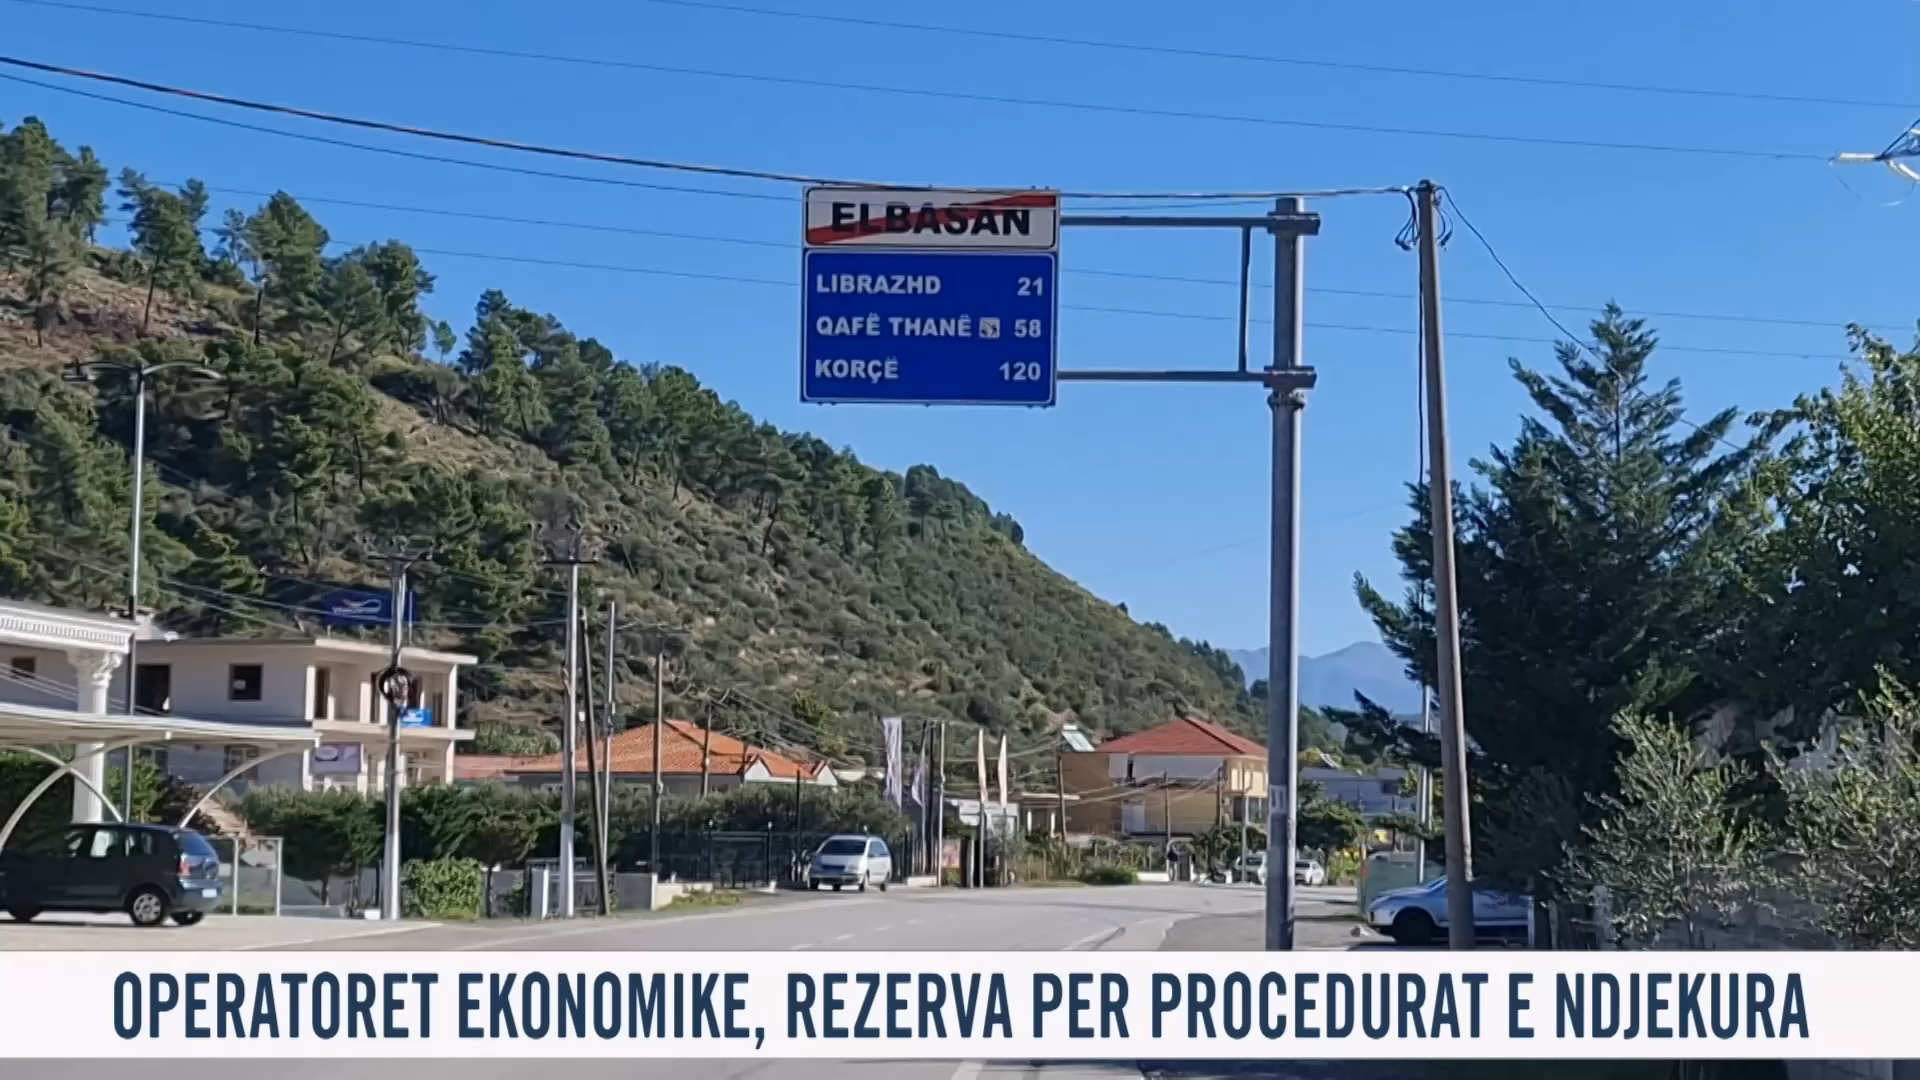 ELBASAN
LIBRAZHD 21
QAFË THANË 58
KORÇË 120
OPERATORET EKONOMIKE, REZERVA PER PROCEDURAT E NDJEKURA